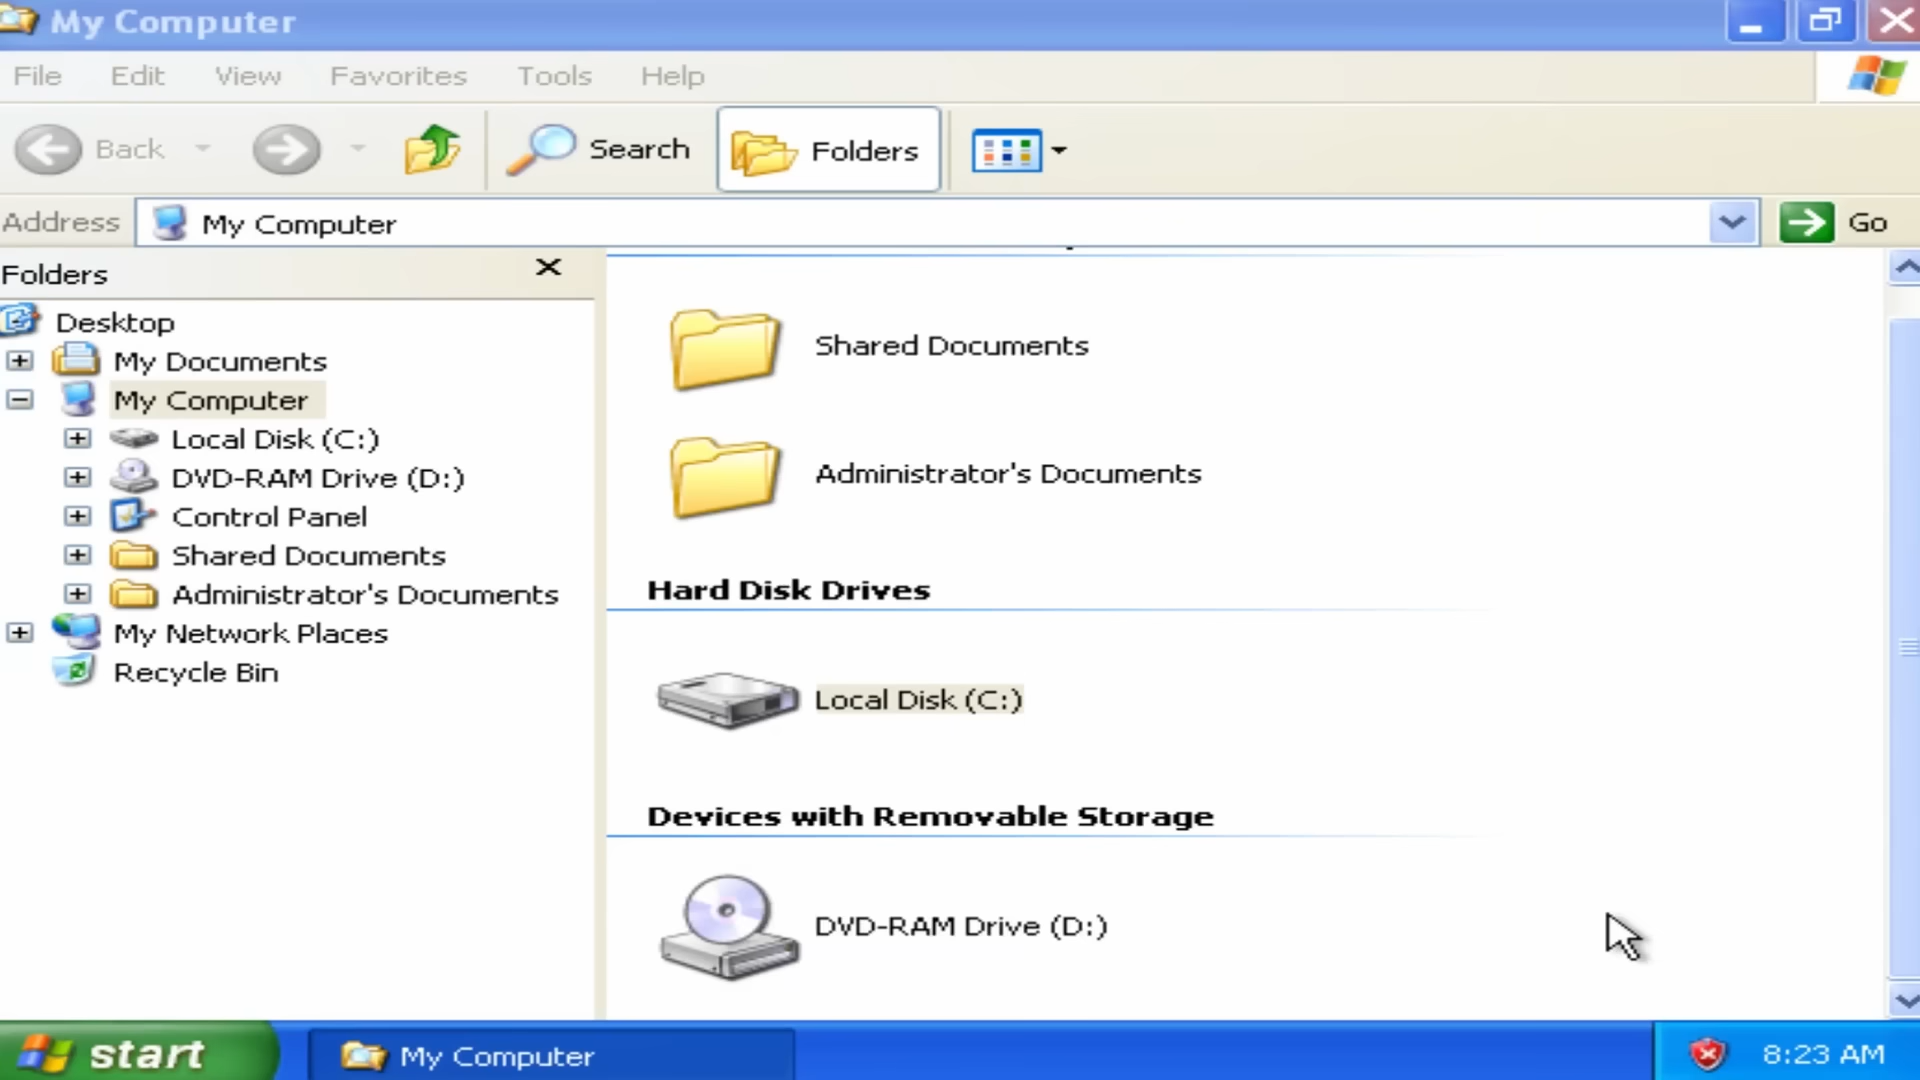 My Computer
File Edit View Favorites Tools Help
Back Search Folders
Address My Computer Go
Folders
Desktop
My Documents
My Computer
Local Disk (C:)
DVD-RAM Drive (D:)
Control Panel
Shared Documents
Administrator's Documents
My Network Places
Recycle Bin
Shared Documents
Administrator's Documents
Hard Disk Drives
Local Disk (C:)
Devices with Removable Storage
DVD-RAM Drive (D:)
start My Computer 8:23 AM